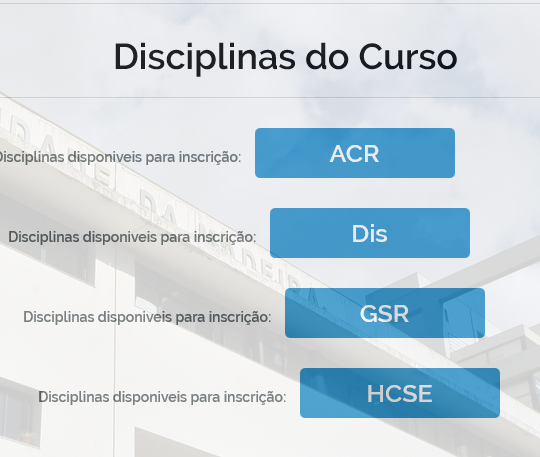 Disciplinas do Curso
Disciplinas disponiveis para inscrição: ACR
Disciplinas disponiveis para inscrição: Dis
Disciplinas disponiveis para inscrição: GSR
Disciplinas disponiveis para inscrição: HCSE